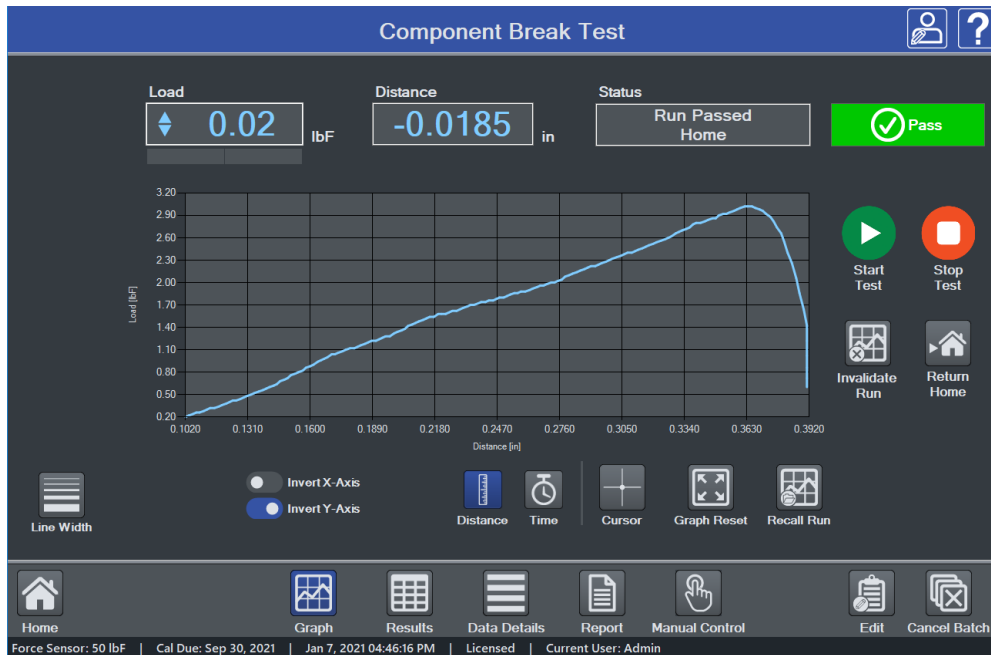 Component Break Test
?
Load
Distance
Status
0.02 lbF
-0.0185 in
Run Passed
Home
Pass
3.20
2.90
2.60
2.30
2.00
1.70
1.40
1.10
0.80
0.50
0.20
Load [lbF]
0.1020 0.1310 0.1600 0.1890 0.2180 0.2470 0.2760 0.3050 0.3340 0.3630 0.3920
Distance [in]
Start
Test
Stop
Test
Invalidate
Run
Return
Home
Line Width
Invert X-Axis
Invert Y-Axis
Distance
Time
Cursor
Graph Reset
Recall Run
Home
Graph
Results
Data Details
Report
Manual Control
Edit
Cancel Batch
Force Sensor: 50 lbF | Cal Due: Sep 30, 2021 | Jan 7, 2021 04:46:16 PM | Licensed | Current User: Admin